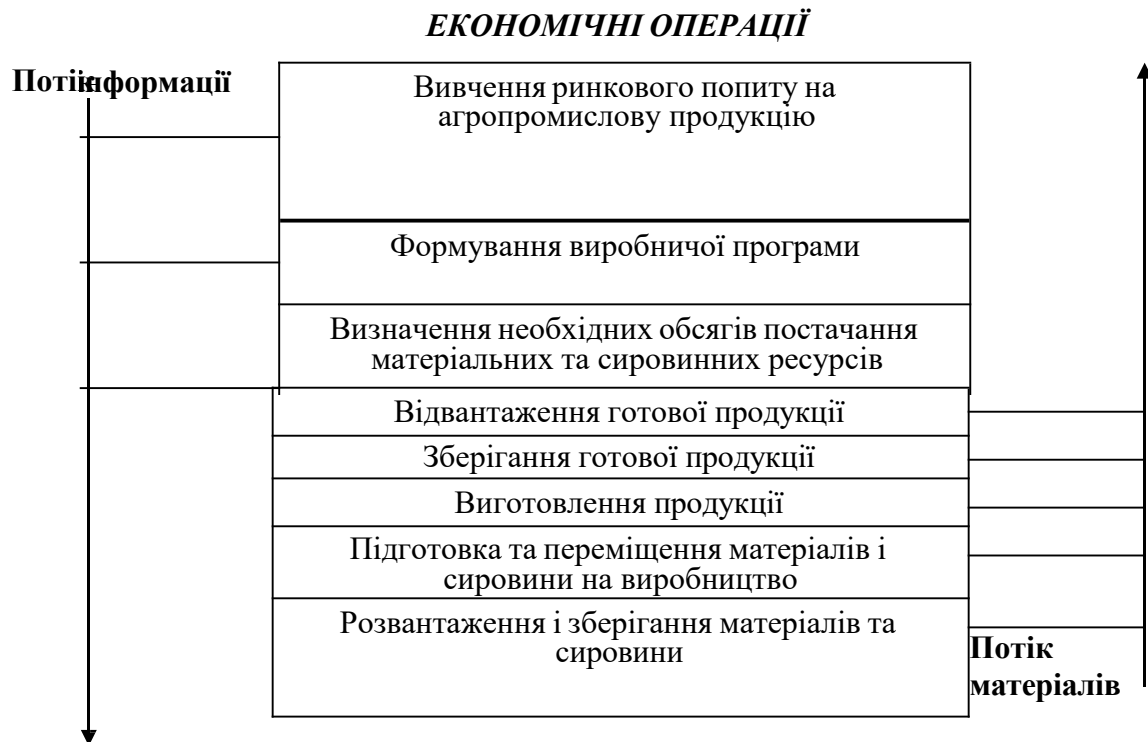 ЕКОНОМІЧНІ ОПЕРАЦІЇ
Потік інформації
Вивчення ринкового попиту на
агропромислову продукцію
Формування виробничої програми
Визначення необхідних обсягів постачання
матеріальних та сировинних ресурсів
Відвантаження готової продукції
Зберігання готової продукції
Виготовлення продукції
Підготовка та переміщення матеріалів і
сировини на виробництво
Розвантаження і зберігання матеріалів та
сировини
Потік
матеріалів